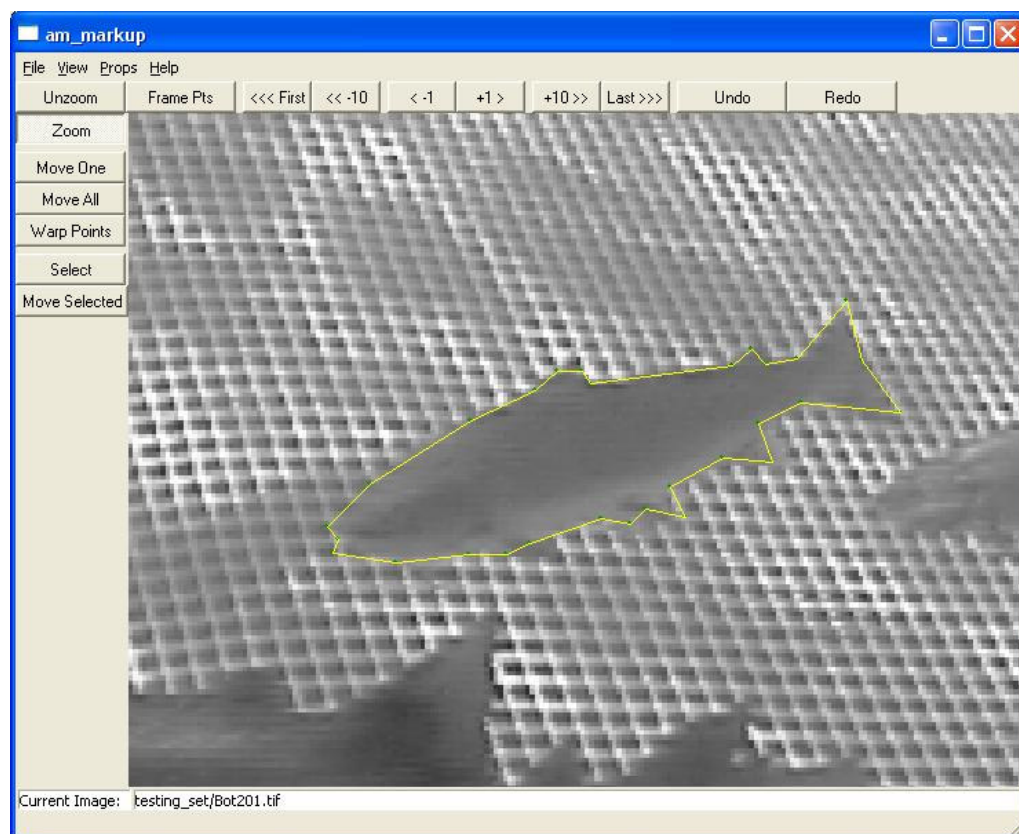 am_markup
File View Props Help
Unzoom Frame Pts <<< First << -10 < -1 +1 > +10 >> Last >>> Undo Redo
Zoom
Move One
Move All
Warp Points
Select
Move Selected
Current Image: testing_set/Bot201.tif